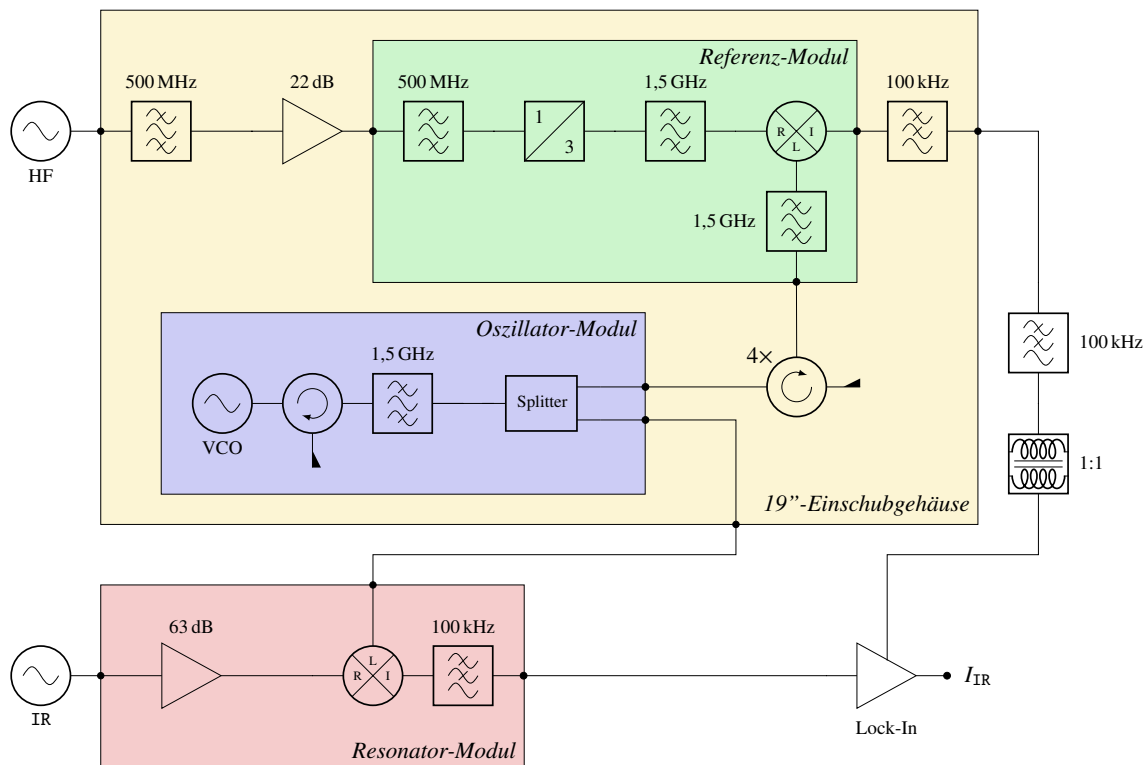 Referenz-Modul
500 MHz
22 dB
500 MHz
1,5 GHz
100 kHz
1
3
R
I
L
HF
1,5 GHz
Oszillator-Modul
1,5 GHz
4×
100 kHz
Splitter
VCO
1:1
19”-Einschubgehäuse
63 dB
100 kHz
L
R
I
IR
I_IR
Lock-In
Resonator-Modul